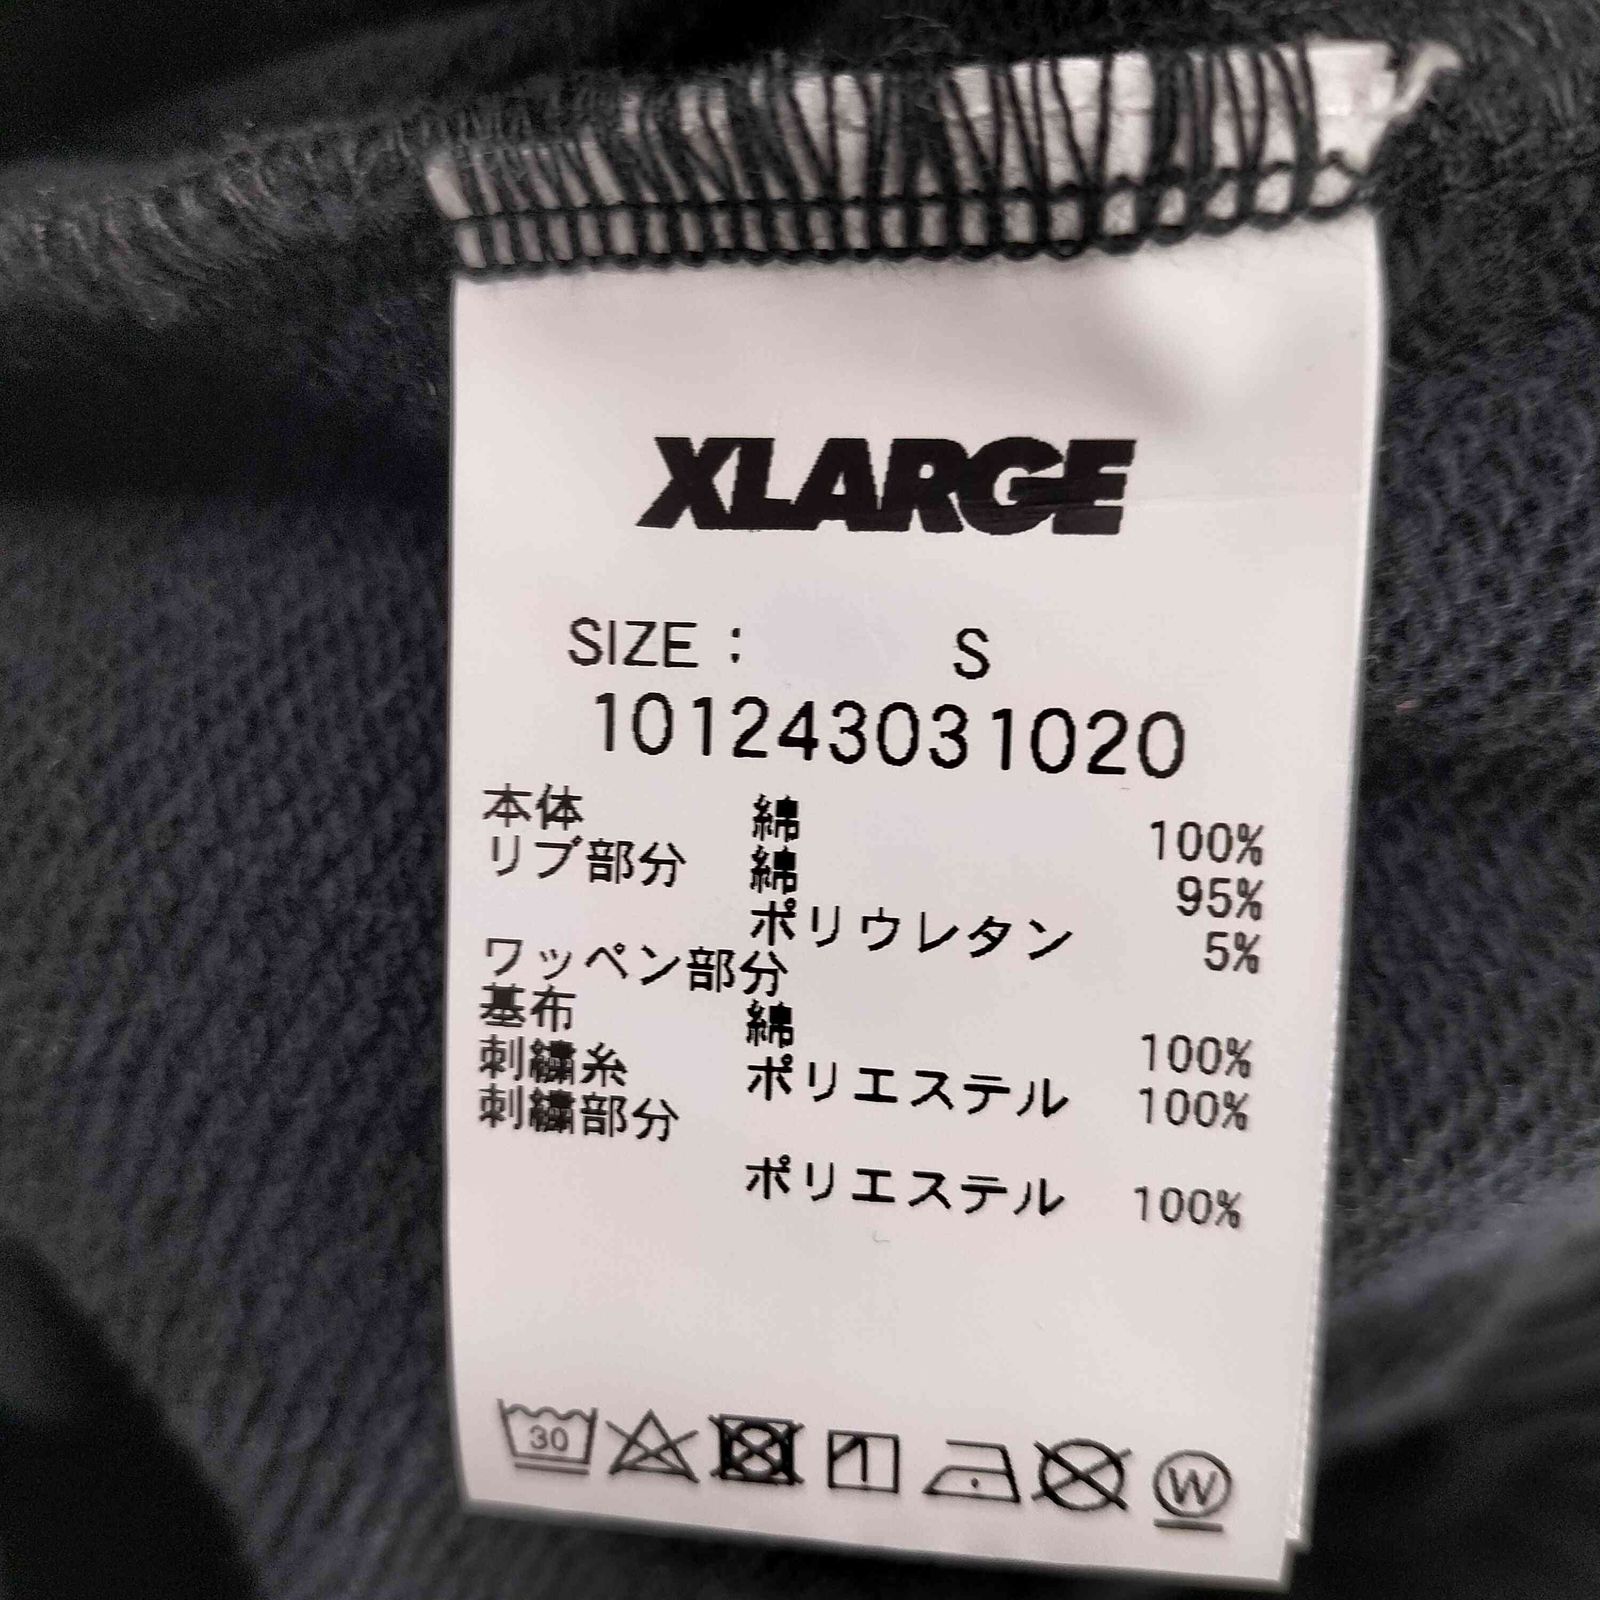 XLARGE
SIZE : S
101243031020
本体 綿 100%
リブ部分 綿 95%
ポリウレタン 5%
ワッペン部分
基布 綿 100%
刺繍糸 ポリエステル 100%
刺繍部分
ポリエステル 100%
30
W